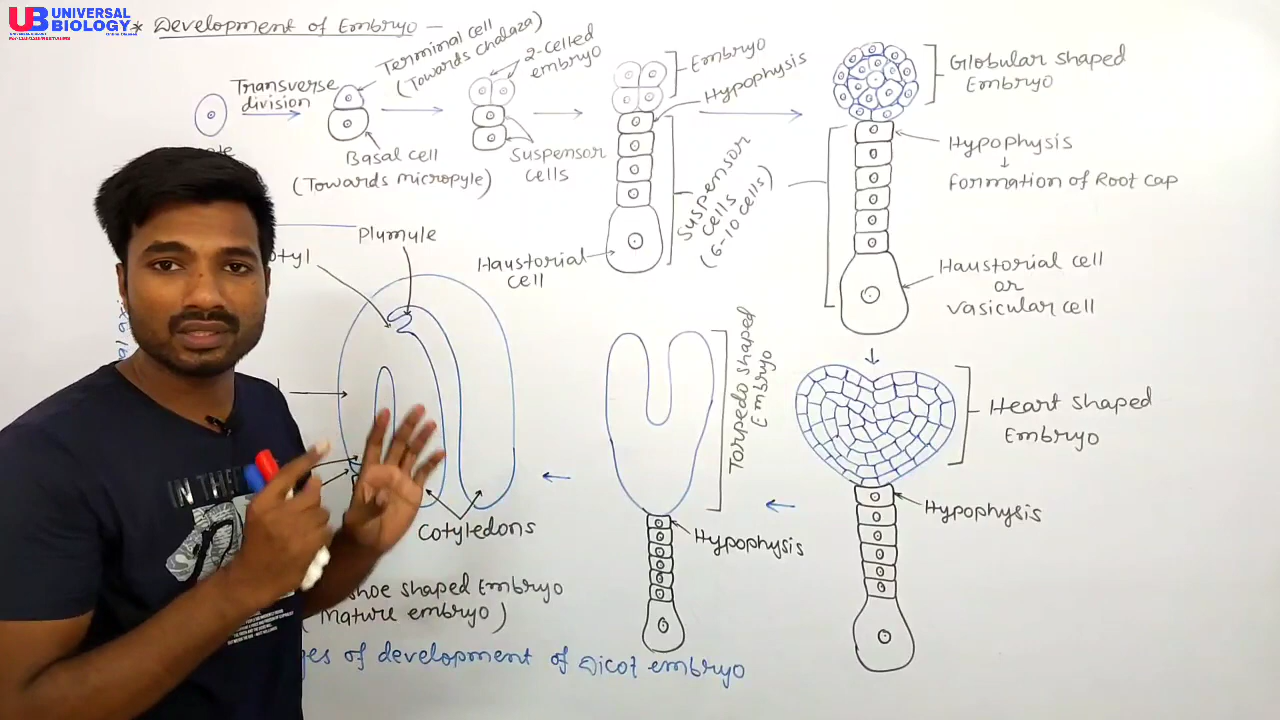 UB UNIVERSAL
BIOLOGY
* Development of Embryo -
Terminal cell
(Towards chalaza)
Transverse
division
2-celled
embryo
Embryo
Hypophysis
Globular shaped
Embryo
Basal cell
(Towards micropyle)
Suspensor
cells
Suspensor
cells
(6-10 cells)
Hypophysis
↓
formation of Root cap
Plumule
Haustorial
cell
Haustorial cell
or
vasicular cell
Torpedo shaped
Embryo
Heart shaped
Embryo
Hypophysis
Hypophysis
Cotyledons
shoe shaped Embryo
(Mature embryo)
of development of Dicot embryo
IN THE